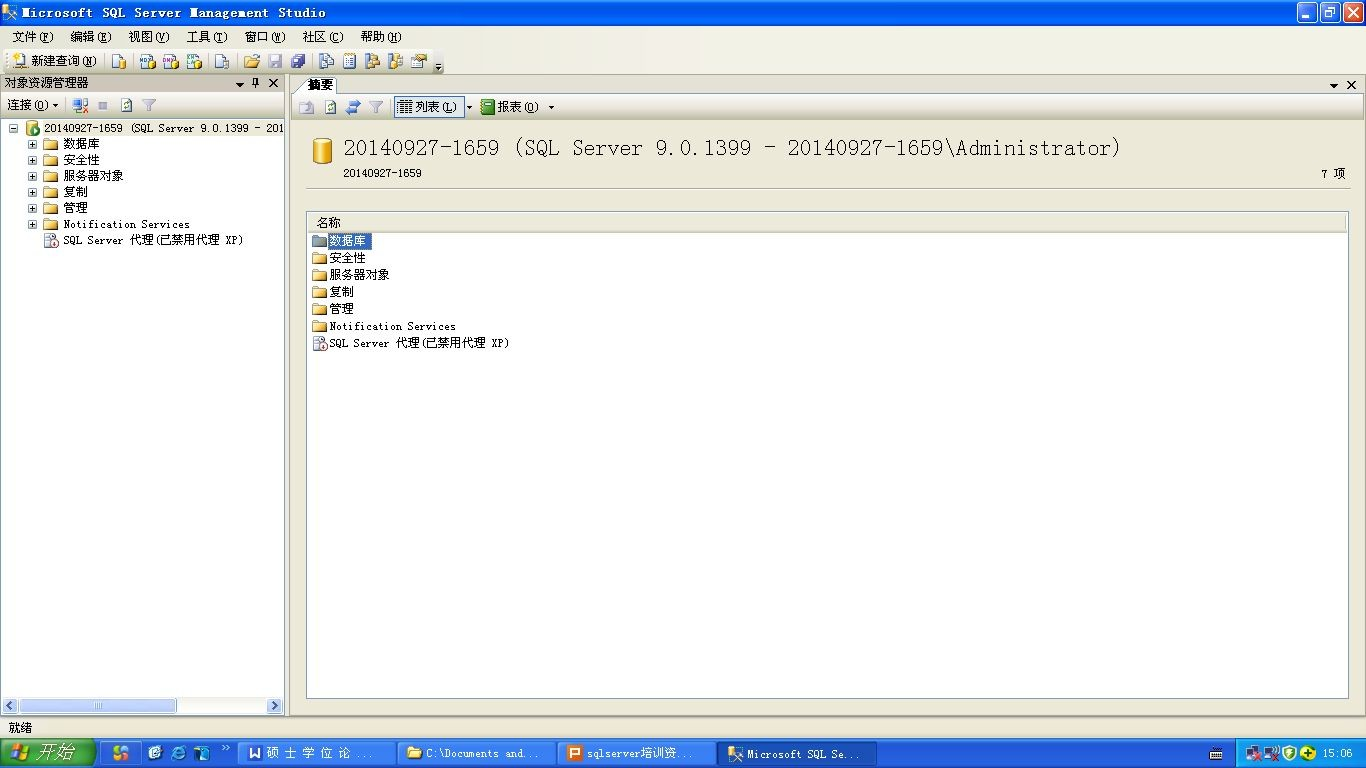 Microsoft SQL Server Management Studio
文件(F) 编辑(E) 视图(V) 工具(T) 窗口(W) 社区(C) 帮助(H)
新建查询(N)
对象资源管理器
摘要
连接(O)
列表(L) 报表(O)
20140927-1659 (SQL Server 9.0.1399 - 201
数据库
安全性
服务器对象
复制
管理
Notification Services
SQL Server 代理(已禁用代理 XP)
20140927-1659 (SQL Server 9.0.1399 - 20140927-1659\Administrator)
20140927-1659
7 项
名称
数据库
安全性
服务器对象
复制
管理
Notification Services
SQL Server 代理(已禁用代理 XP)
就绪
开始
硕 士 学 位 论 ...
C:\Documents and...
sqlserver培训资...
Microsoft SQL Se...
15:06